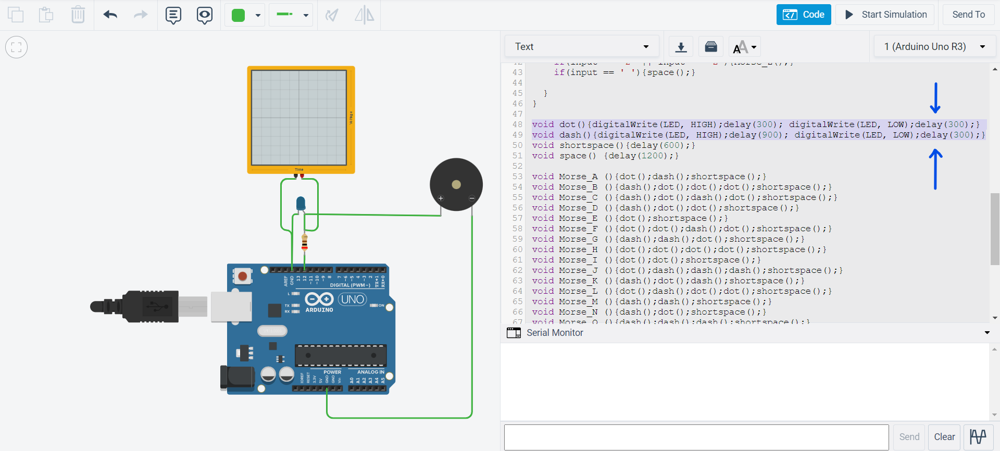 Code
Start Simulation
Send To
Text
1 (Arduino Uno R3)
43 if(input == ' '){space();}
44
45 }
46 }
47
48 void dot(){digitalWrite(LED, HIGH);delay(300); digitalWrite(LED, LOW);delay(300);}
49 void dash(){digitalWrite(LED, HIGH);delay(900); digitalWrite(LED, LOW);delay(300);}
50 void shortspace(){delay(600);}
51 void space() {delay(1200);}
52
53 void Morse_A (){dot();dash();shortspace();}
54 void Morse_B (){dash();dot();dot();dot();shortspace();}
55 void Morse_C (){dash();dot();dash();dot();shortspace();}
56 void Morse_D (){dash();dot();dot();shortspace();}
57 void Morse_E (){dot();shortspace();}
58 void Morse_F (){dot();dot();dash();dot();shortspace();}
59 void Morse_G (){dash();dash();dot();shortspace();}
60 void Morse_H (){dot();dot();dot();dot();shortspace();}
61 void Morse_I (){dot();dot();shortspace();}
62 void Morse_J (){dot();dash();dash();dash();shortspace();}
63 void Morse_K (){dash();dot();dash();shortspace();}
64 void Morse_L (){dot();dash();dot();dot();shortspace();}
65 void Morse_M (){dash();dash();shortspace();}
66 void Morse_N (){dash();dot();shortspace();}
67 void Morse_O (){dash();dash();dash();shortspace();}
Serial Monitor
Send
Clear
Voltage
Time
+
−
AREF
GND
13
12
~11
~10
~9
8
7
~6
~5
4
~3
2
TX→1
RX←0
DIGITAL (PWM~)
L
TX
RX
UNO
ON
ARDUINO
POWER
ANALOG IN
IOREF
RESET
3.3V
5V
GND
GND
Vin
A0
A1
A2
A3
A4
A5